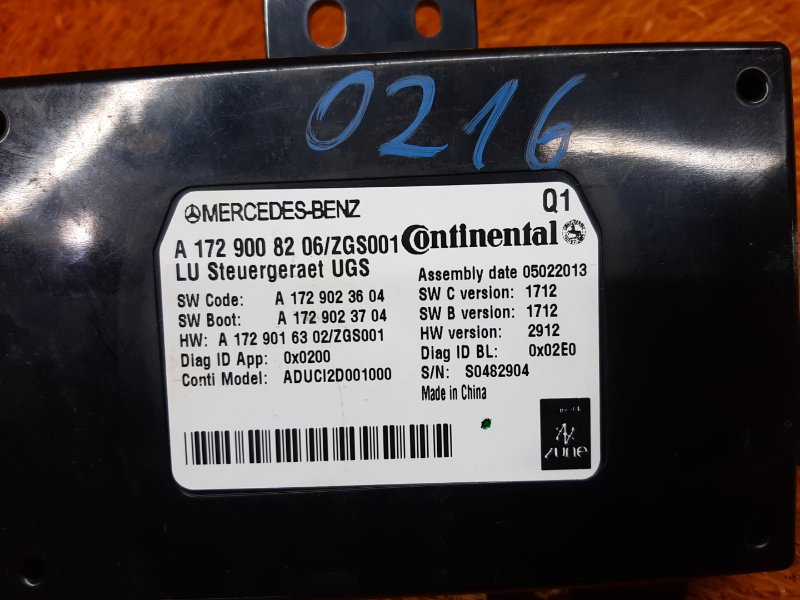 0216
MERCEDES-BENZ Q1
A 172 900 82 06/ZGS001 Continental
LU Steuergeraet UGS
Assembly date 05022013
SW Code: A 172 902 36 04
SW C version: 1712
SW Boot: A 172 902 37 04
SW B version: 1712
HW: A 172 901 63 02/ZGS001
HW version: 2912
Diag ID App: 0x0200
Diag ID BL: 0x02E0
Conti Model: ADUCI2D001000
S/N: S0482904
Made in China
zune